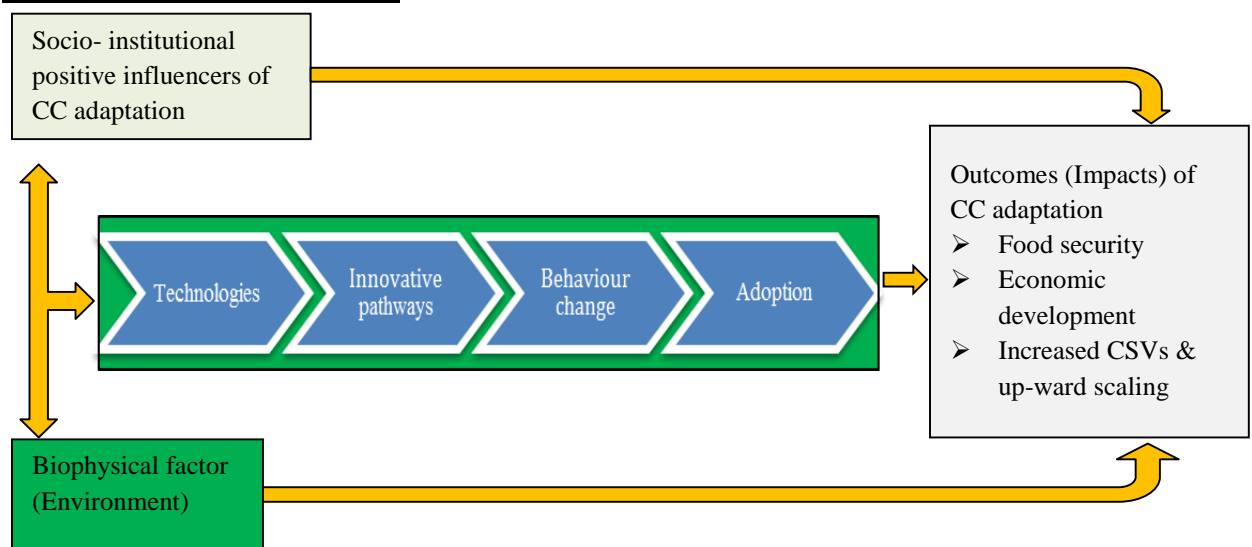 Socio- institutional
positive influencers of
CC adaptation
Technologies
Innovative
pathways
Behaviour
change
Adoption
Outcomes (Impacts) of
CC adaptation
➢ Food security
➢ Economic
development
➢ Increased CSVs &
up-ward scaling
Biophysical factor
(Environment)